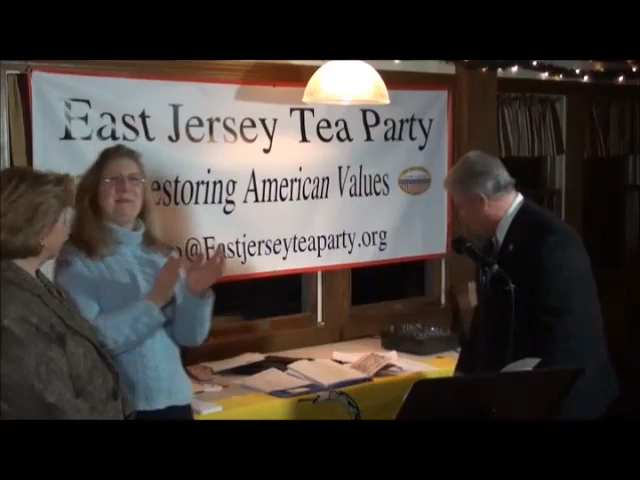 East Jersey Tea Party
estoring American Values
o@Eastjerseyteaparty.org